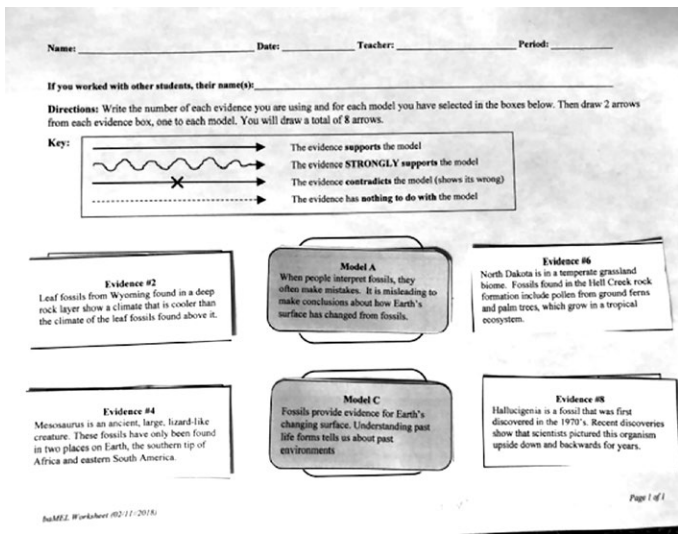 Name: ____ Date: ____ Teacher: ____ Period: ____
If you worked with other students, their name(s): ____
Directions: Write the number of each evidence you are using and for each model you have selected in the boxes below. Then draw 2 arrows
from each evidence box, one to each model. You will draw a total of 8 arrows.
Key:
The evidence supports the model
The evidence STRONGLY supports the model
The evidence contradicts the model (shows its wrong)
The evidence has nothing to do with the model
Evidence #2
Leaf fossils from Wyoming found in a deep
rock layer show a climate that is cooler than
the climate of the leaf fossils found above it.
Model A
When people interpret fossils, they
often make mistakes. It is misleading to
make conclusions about how Earth's
surface has changed from fossils.
Evidence #6
North Dakota is in a temperate grassland
biome. Fossils found in the Hell Creek rock
formation include pollen from ground ferns
and palm trees, which grow in a tropical
ecosystem.
Evidence #4
Mesosaurus is an ancient, large, lizard-like
creature. These fossils have only been found
in two places on Earth, the southern tip of
Africa and eastern South America.
Model C
Fossils provide evidence for Earth's
changing surface. Understanding past
life forms tells us about past
environments
Evidence #8
Hallucigenia is a fossil that was first
discovered in the 1970's. Recent discoveries
show that scientists pictured this organism
upside down and backwards for years.
baMEL Worksheet (02/11/2018)
Page 1 of 1